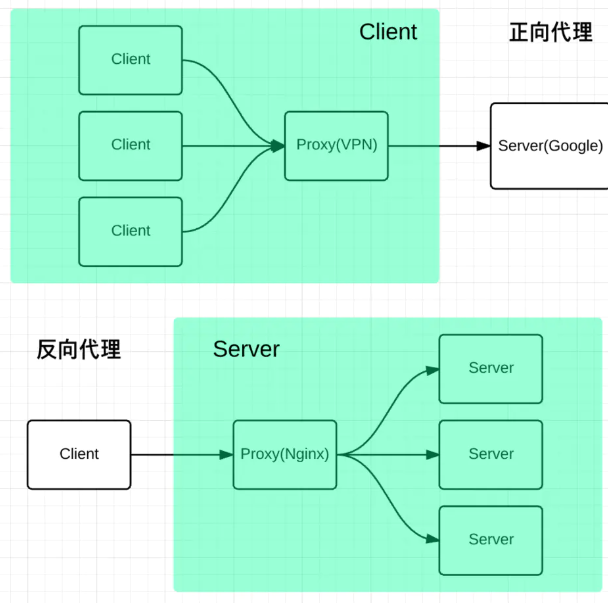 Client
正向代理
Client
Client
Proxy(VPN)
Server(Google)
Client
反向代理
Server
Server
Client
Proxy(Nginx)
Server
Server